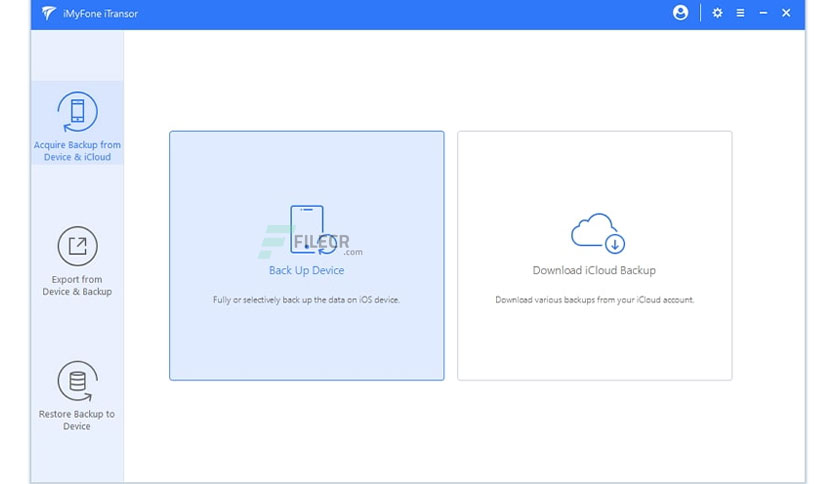 iMyFone iTransor
Acquire Backup from
Device & iCloud
Export from
Device & Backup
Restore Backup to
Device
FILECR
.com
Back Up Device
Fully or selectively back up the data on iOS device.
Download iCloud Backup
Download various backups from your iCloud account.